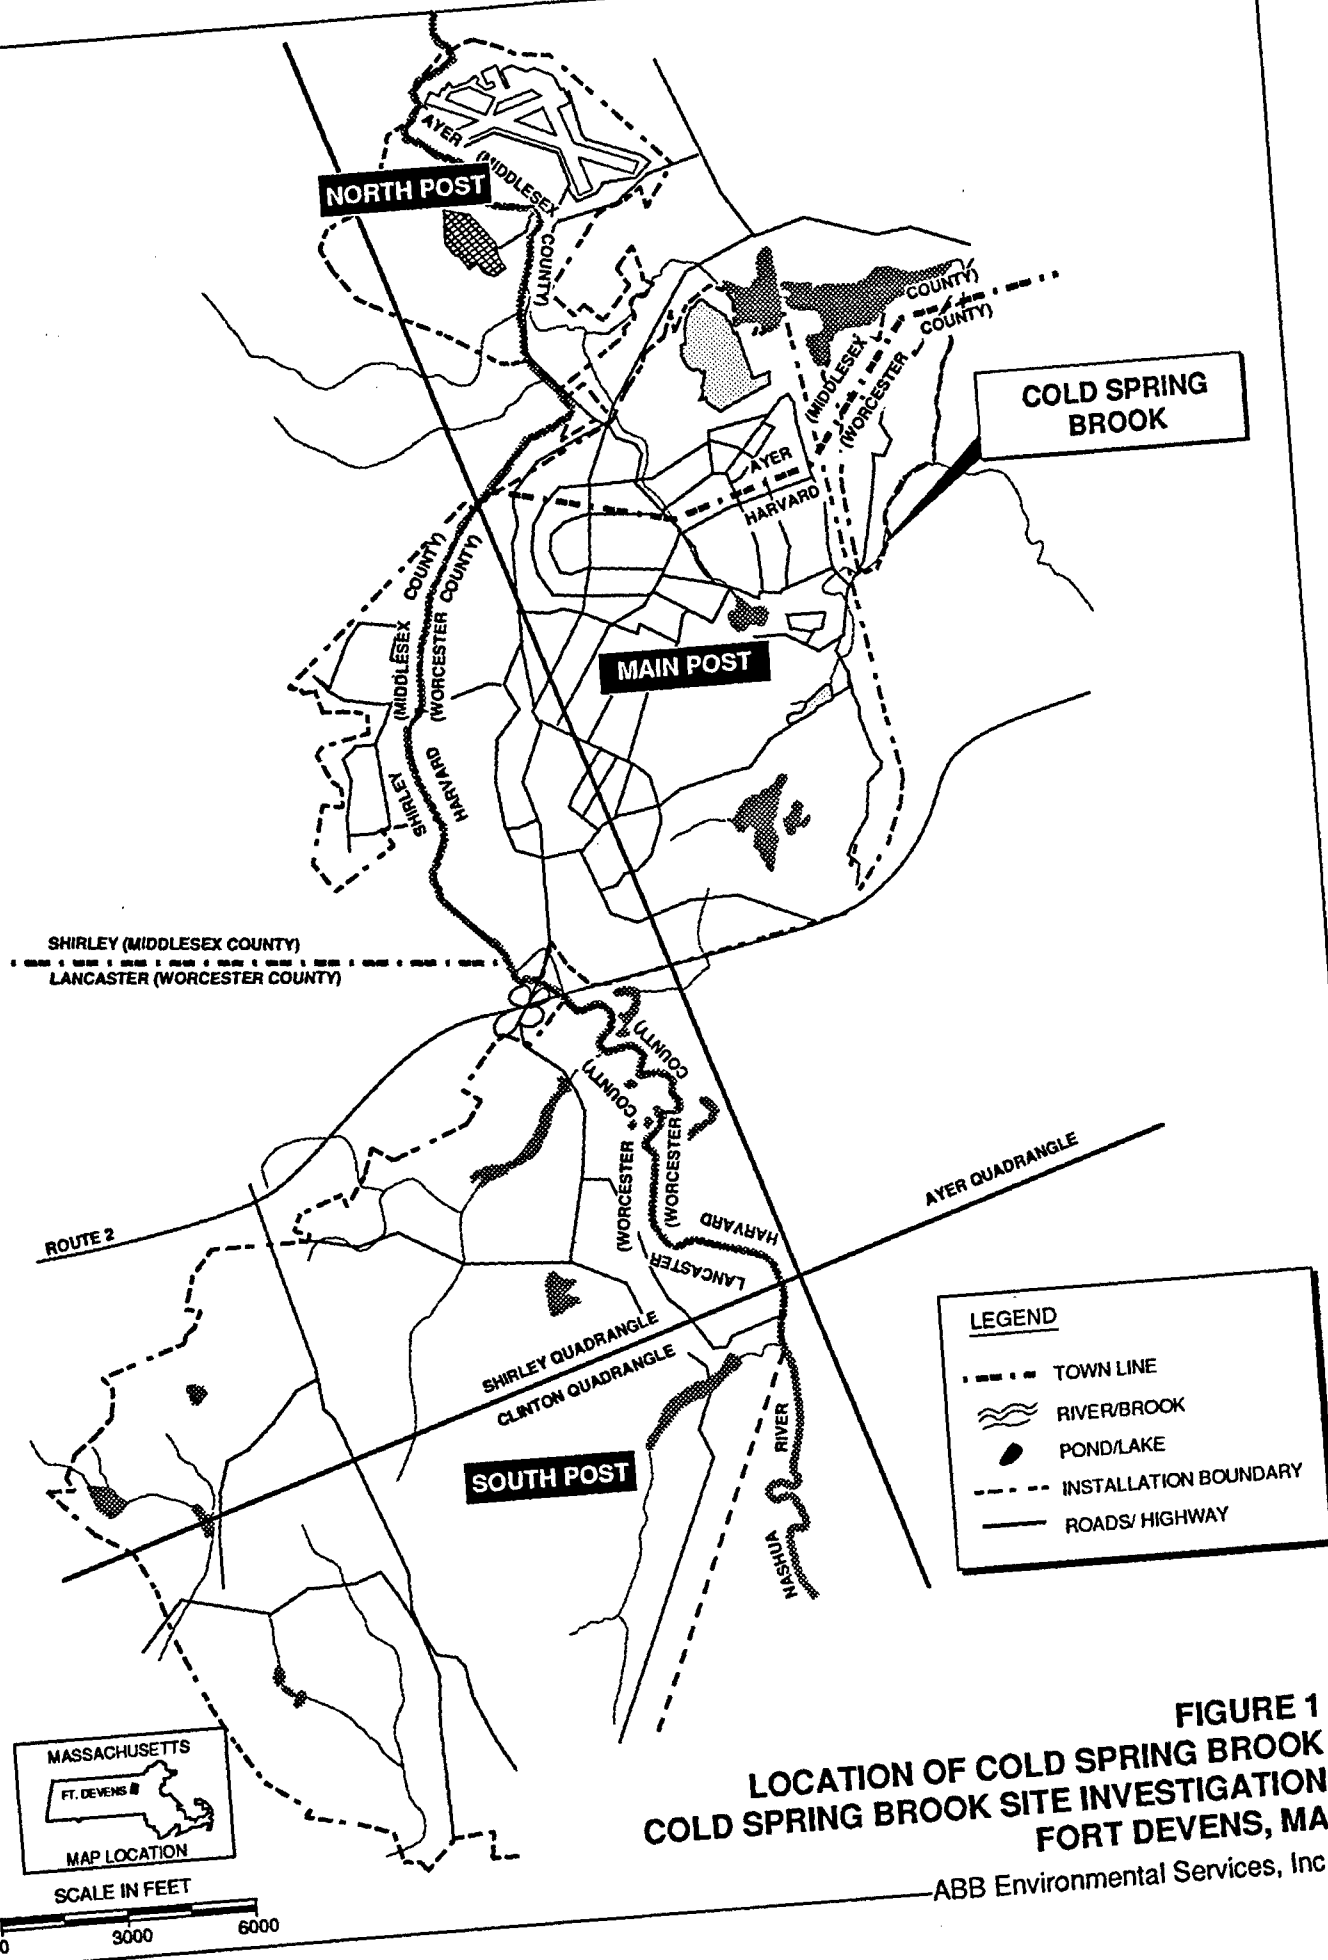 AYER
(MIDDLESEX
COUNTY)
NORTH POST
COUNTY)
COUNTY)
(MIDDLESEX
(WORCESTER
COLD SPRING
BROOK
AYER
HARVARD
COUNTY)
COUNTY)
(MIDDLESEX
(WORCESTER
MAIN POST
SHIRLEY
HARVARD
SHIRLEY (MIDDLESEX COUNTY)
LANCASTER (WORCESTER COUNTY)
COUNTY)
COUNTY)
(WORCESTER
(WORCESTER
HARVARD
LANCASTER
AYER QUADRANGLE
ROUTE 2
SHIRLEY QUADRANGLE
CLINTON QUADRANGLE
SOUTH POST
RIVER
NASHUA
LEGEND
TOWN LINE
RIVER/BROOK
POND/LAKE
INSTALLATION BOUNDARY
ROADS/ HIGHWAY
MASSACHUSETTS
FT. DEVENS
MAP LOCATION
SCALE IN FEET
0 3000 6000
FIGURE 1
LOCATION OF COLD SPRING BROOK
COLD SPRING BROOK SITE INVESTIGATION
FORT DEVENS, MA
ABB Environmental Services, Inc